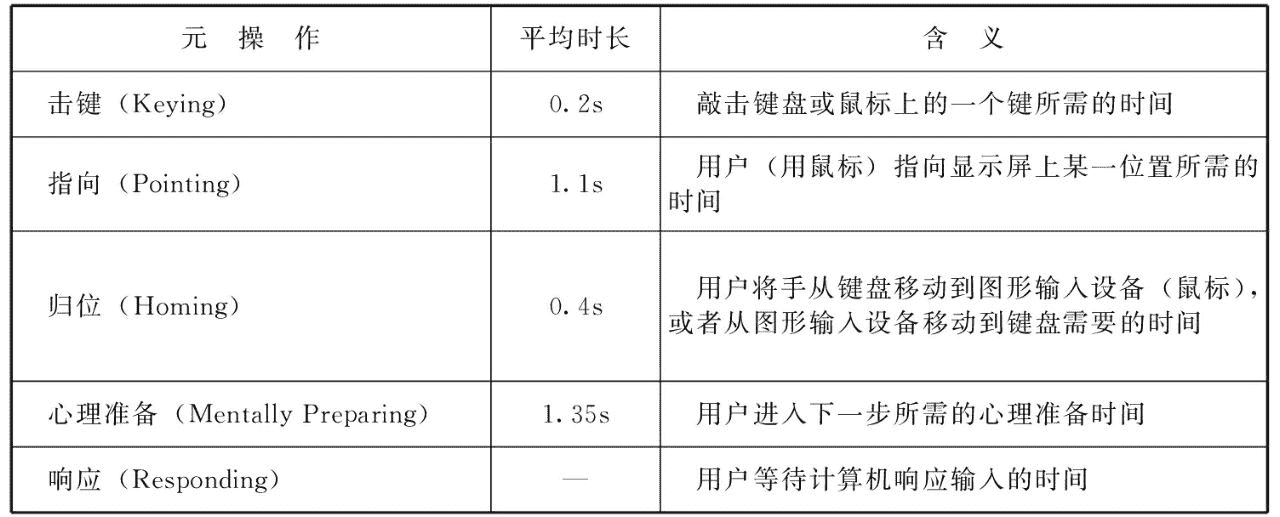 元 操 作 平均时长 含 义
击键（Keying） 0.2s 敲击键盘或鼠标上的一个键所需的时间
指向（Pointing） 1.1s 用户（用鼠标）指向显示屏上某一位置所需的
时间
归位（Homing） 0.4s 用户将手从键盘移动到图形输入设备（鼠标），
或者从图形输入设备移动到键盘需要的时间
心理准备（Mentally Preparing） 1.35s 用户进入下一步所需的心理准备时间
响应（Responding） — 用户等待计算机响应输入的时间